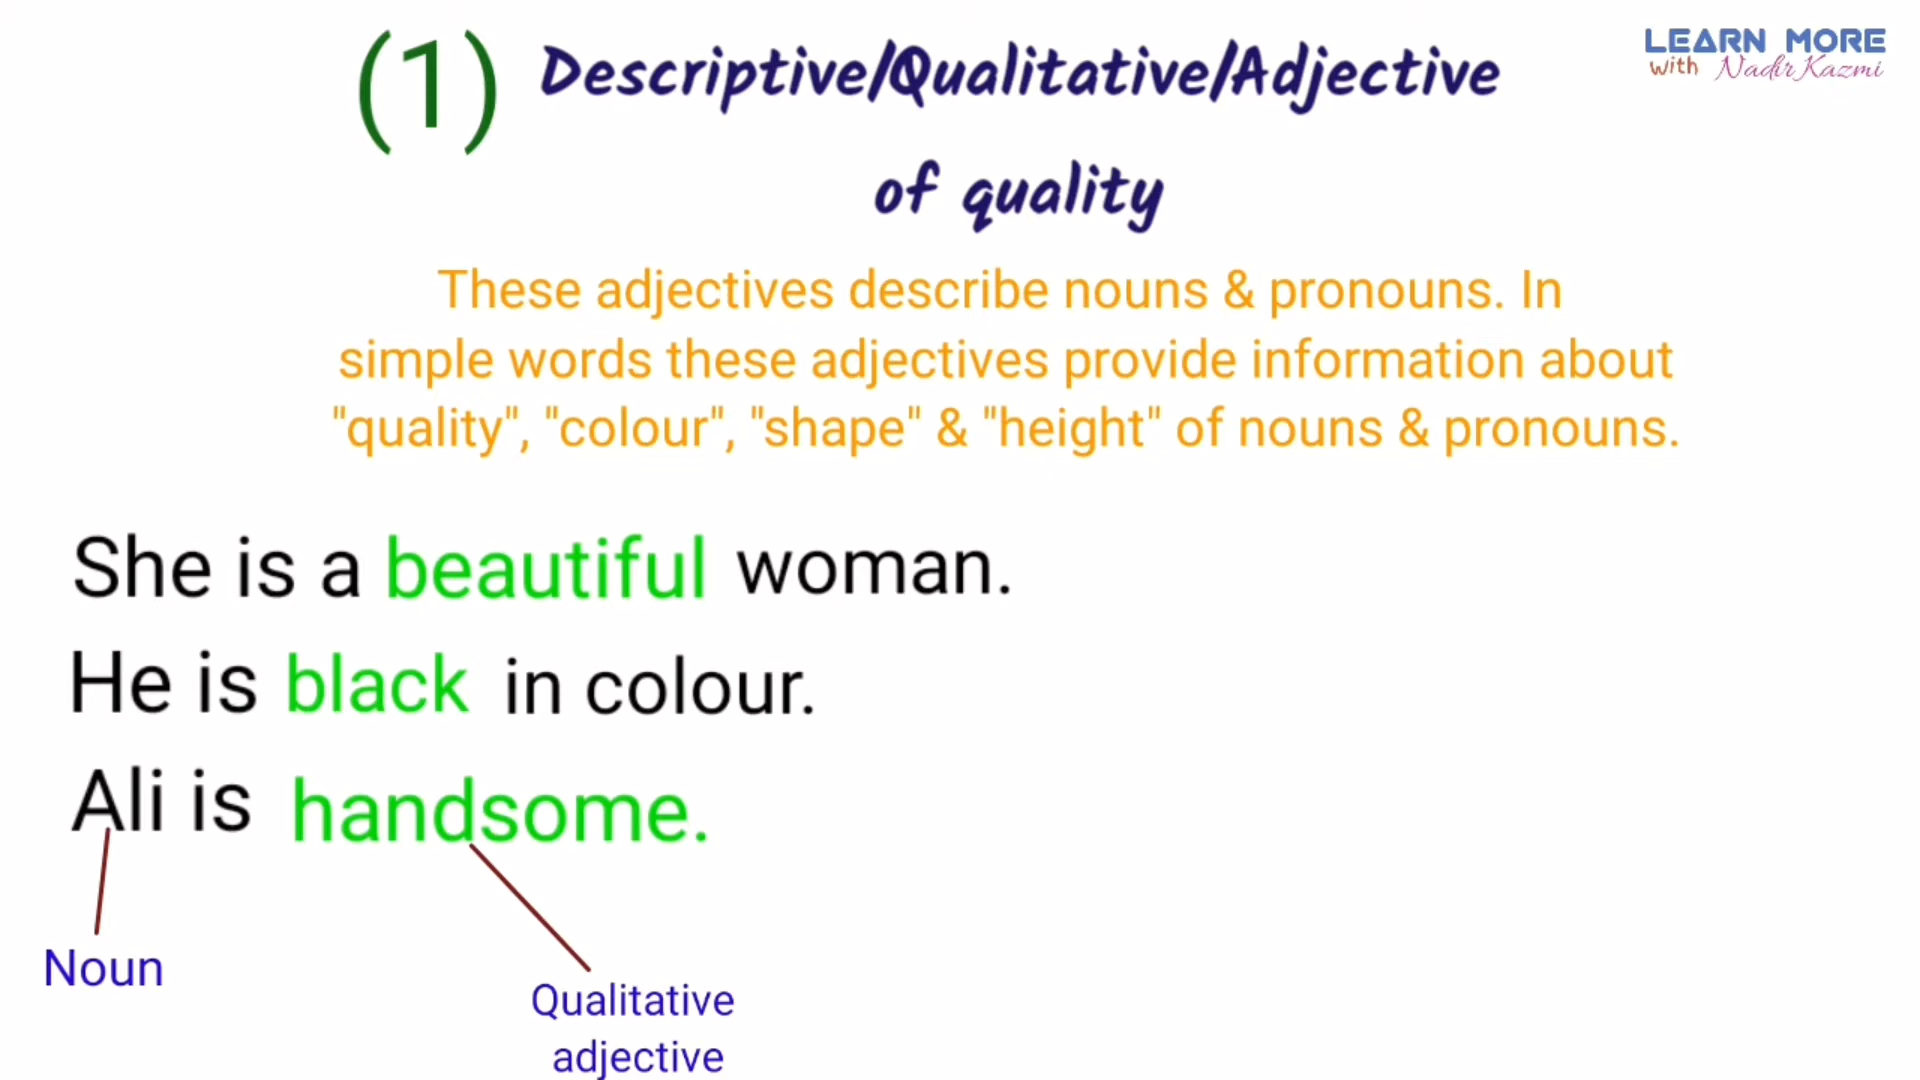 (1) Descriptive/Qualitative/Adjective
of quality
LEARN MORE
with Nadir Kazmi
These adjectives describe nouns & pronouns. In
simple words these adjectives provide information about
"quality", "colour", "shape" & "height" of nouns & pronouns.
She is a beautiful woman.
He is black in colour.
Ali is handsome.
Noun
Qualitative
adjective